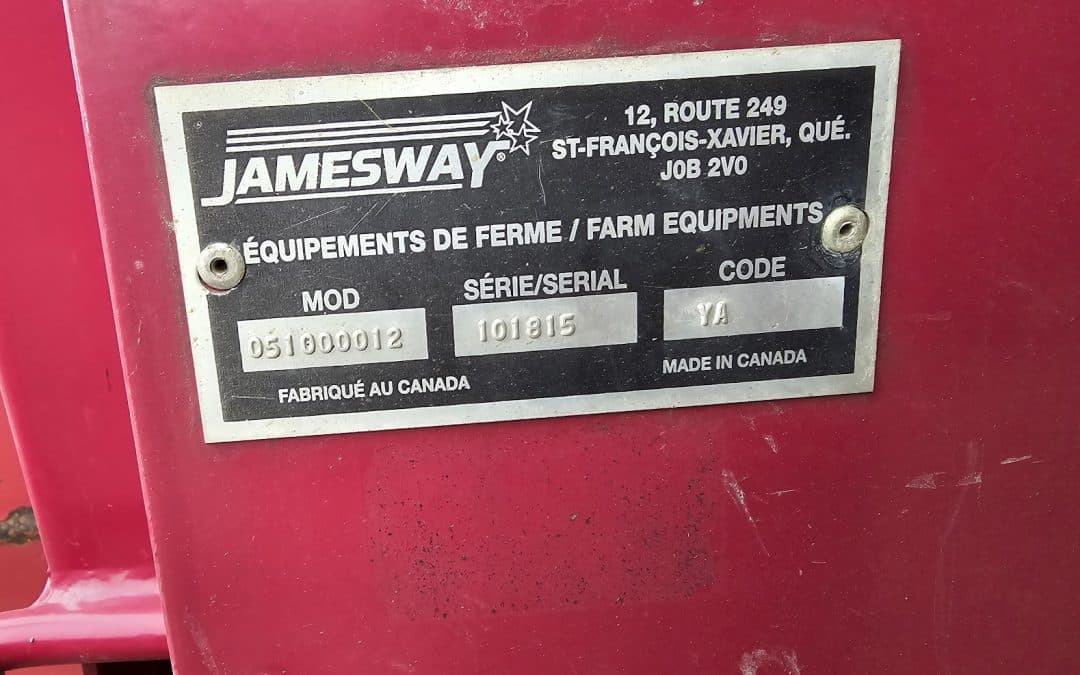 JAMESWAY®
12, ROUTE 249
ST-FRANÇOIS-XAVIER, QUÉ.
J0B 2V0
ÉQUIPEMENTS DE FERME / FARM EQUIPMENTS
MOD SÉRIE/SERIAL CODE
051000012 101815 YA
FABRIQUÉ AU CANADA MADE IN CANADA